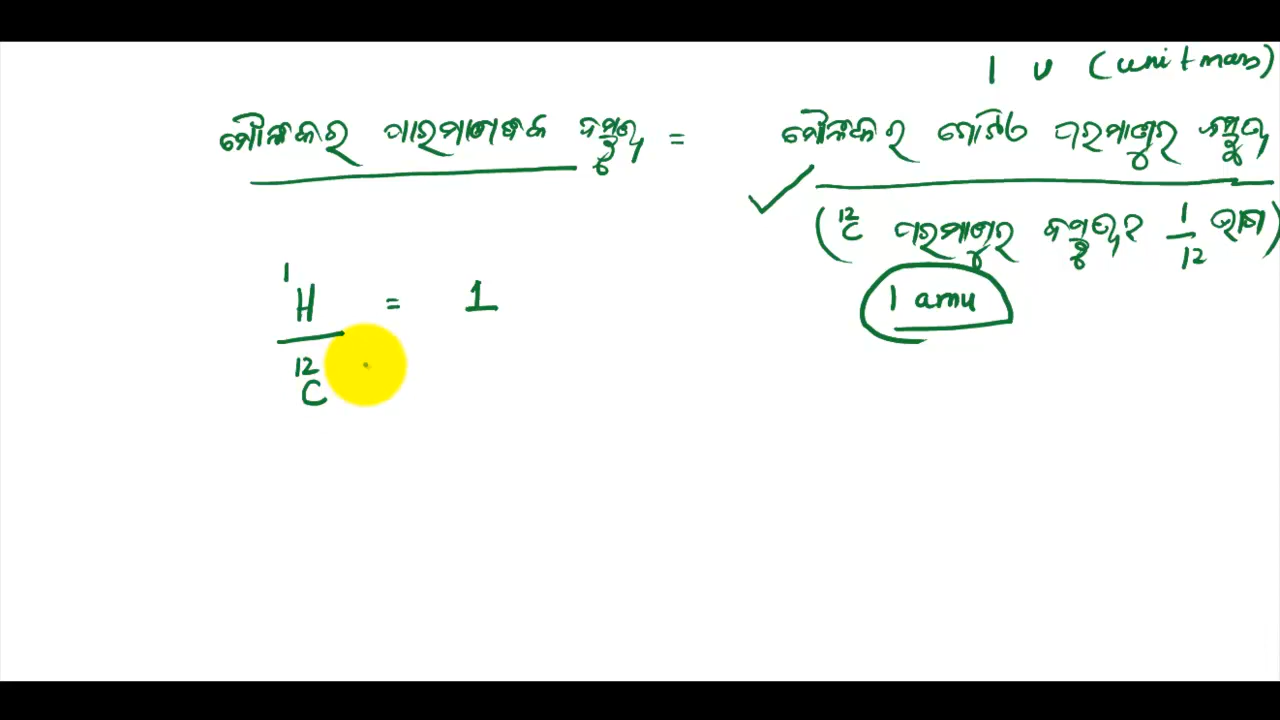 1 u (unit mass)
ମୌଳିକର ପାରମାଣବିକ ବସ୍ତୁତ୍ୱ = ମୌଳିକର ଗୋଟିଏ ପରମାଣୁର ବସ୍ତୁତ୍ୱ
(¹²C ପରମାଣୁର ବସ୍ତୁତ୍ୱର 1/12 ଭାଗ)
¹H = 1
1 amu
¹²C